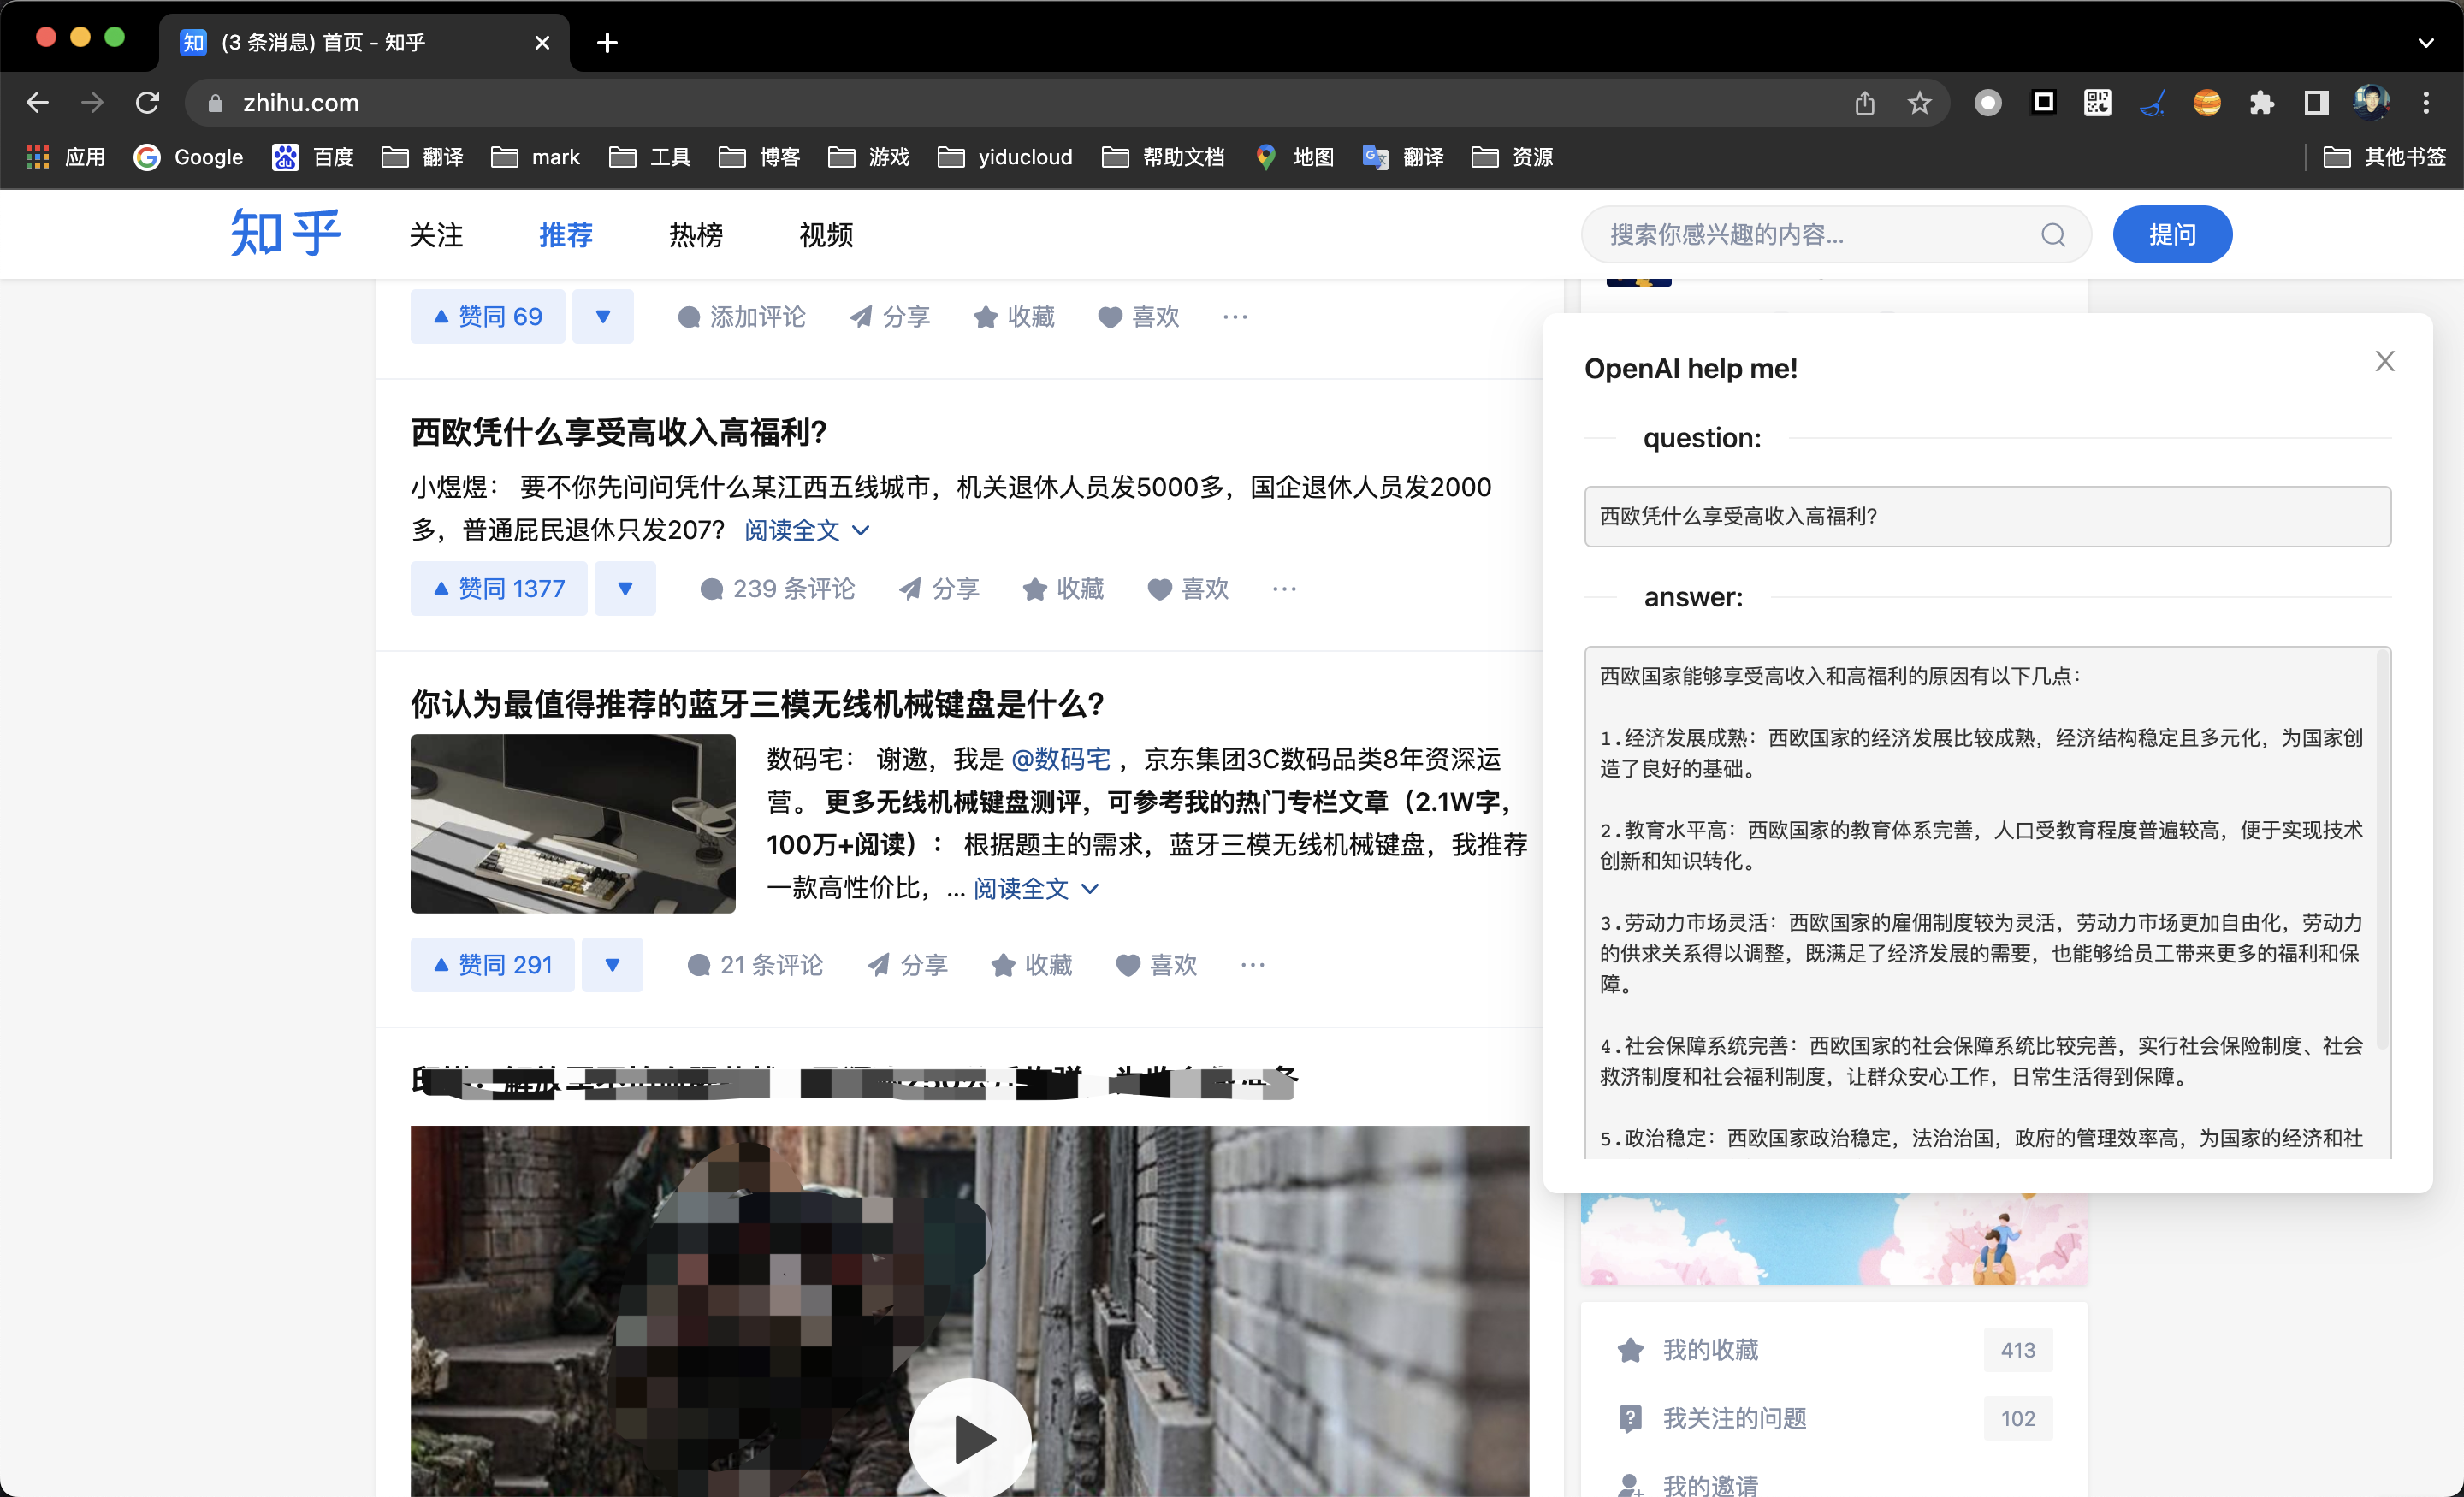 (3 条消息) 首页 - 知乎
zhihu.com
应用
Google
百度
翻译
mark
工具
博客
游戏
yiducloud
帮助文档
地图
翻译
资源
其他书签
知乎
关注
推荐
热榜
视频
搜索你感兴趣的内容...
提问
赞同 69
添加评论
分享
收藏
喜欢
西欧凭什么享受高收入高福利?
小煜煜： 要不你先问问凭什么某江西五线城市，机关退休人员发5000多，国企退休人员发2000
多，普通屁民退休只发207? 阅读全文
赞同 1377
239 条评论
分享
收藏
喜欢
你认为最值得推荐的蓝牙三模无线机械键盘是什么?
数码宅： 谢邀，我是 @数码宅 ，京东集团3C数码品类8年资深运
营。 更多无线机械键盘测评，可参考我的热门专栏文章（2.1W字，
100万+阅读）： 根据题主的需求，蓝牙三模无线机械键盘，我推荐
一款高性价比，... 阅读全文
赞同 291
21 条评论
分享
收藏
喜欢
OpenAI help me!
question:
西欧凭什么享受高收入高福利?
answer:
西欧国家能够享受高收入和高福利的原因有以下几点：
1.经济发展成熟：西欧国家的经济发展比较成熟，经济结构稳定且多元化，为国家创
造了良好的基础。
2.教育水平高：西欧国家的教育体系完善，人口受教育程度普遍较高，便于实现技术
创新和知识转化。
3.劳动力市场灵活：西欧国家的雇佣制度较为灵活，劳动力市场更加自由化，劳动力
的供求关系得以调整，既满足了经济发展的需要，也能够给员工带来更多的福利和保
障。
4.社会保障系统完善：西欧国家的社会保障系统比较完善，实行社会保险制度、社会
救济制度和社会福利制度，让群众安心工作，日常生活得到保障。
5.政治稳定：西欧国家政治稳定，法治治国，政府的管理效率高，为国家的经济和社
我的收藏
413
我关注的问题
102
我的邀请